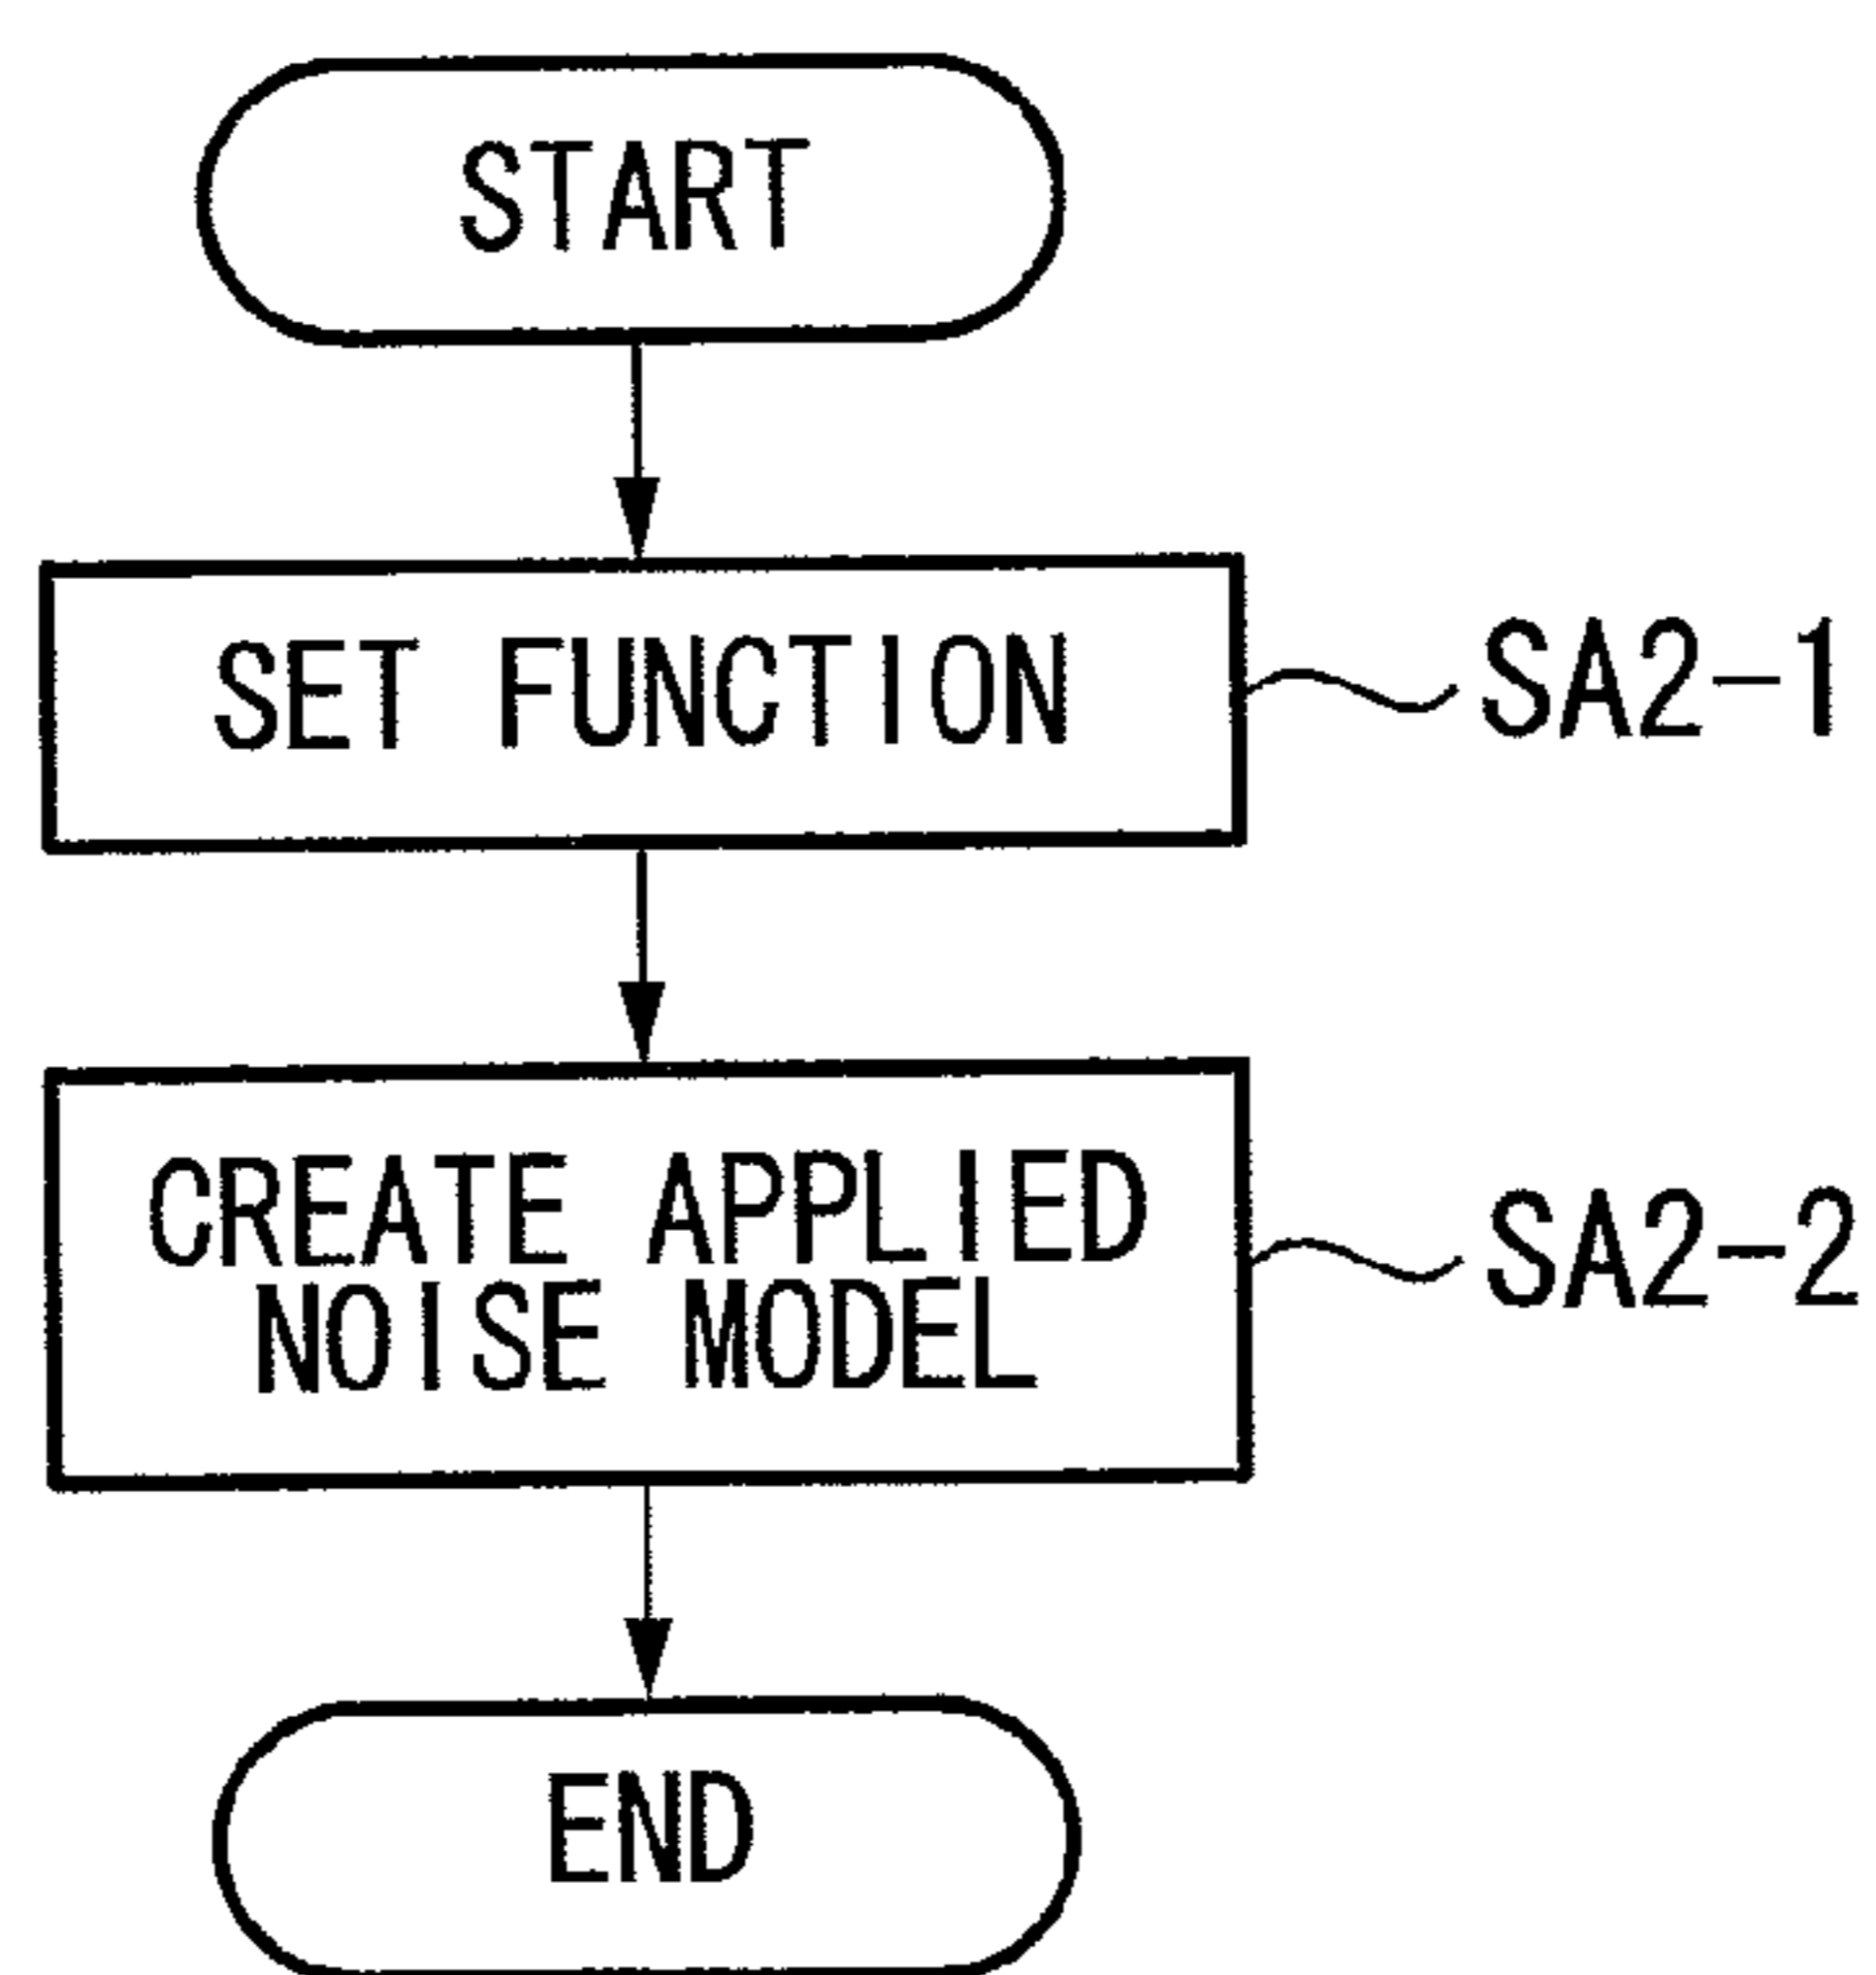 START
SET FUNCTION
SA2-1
CREATE APPLIED
NOISE MODEL
SA2-2
END